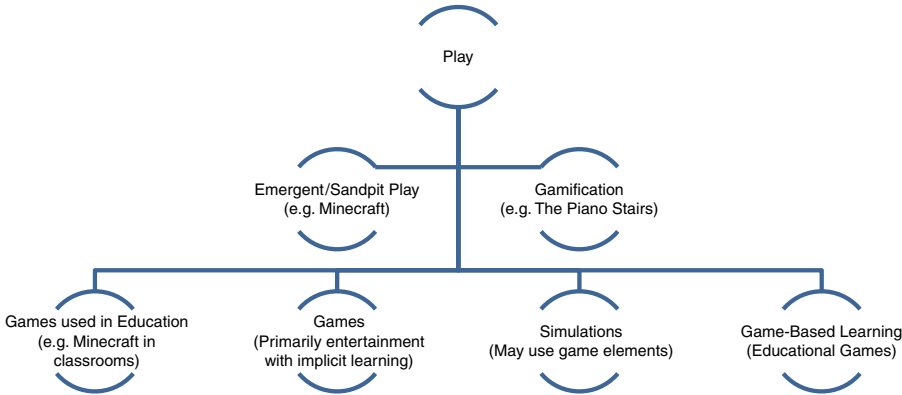 Play
Emergent/Sandpit Play
(e.g. Minecraft)
Gamification
(e.g. The Piano Stairs)
Games used in Education
(e.g. Minecraft in
classrooms)
Games
(Primarily entertainment
with implicit learning)
Simulations
(May use game elements)
Game-Based Learning
(Educational Games)